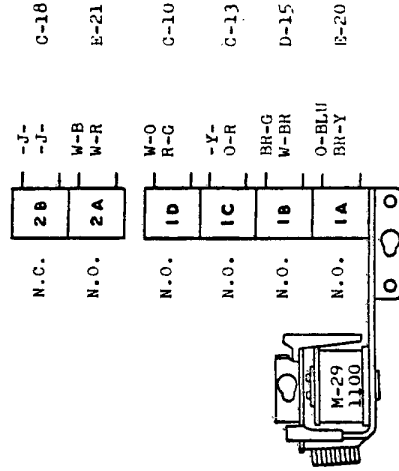 -J-
N.C. 2B -J- C-18
W-B
N.O. 2A W-R E-21
W-O
N.O. 1D R-G C-10
-Y-
N.O. 1C O-R C-13
BR-G
N.O. 1B W-BR D-15
O-BLU
N.O. 1A BR-Y E-20
M-29
1100